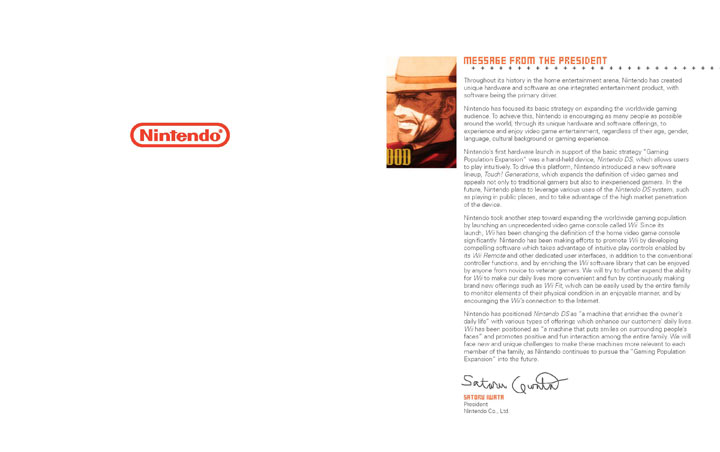 Nintendo®
MESSAGE FROM THE PRESIDENT
Throughout its history in the home entertainment arena, Nintendo has created
unique hardware and software as one integrated entertainment product, with
software being the primary driver.
Nintendo has focused its basic strategy on expanding the worldwide gaming
audience. To achieve this, Nintendo is encouraging as many people as possible
around the world, through its unique hardware and software offerings, to
experience and enjoy video game entertainment, regardless of their age, gender,
language, cultural background or gaming experience.
Nintendo's first hardware launch in support of the basic strategy "Gaming
Population Expansion" was a handheld device, Nintendo DS, which allows users
to play intuitively. To drive this platform, Nintendo introduced a new software
lineup, Touch! Generations, which expands the definition of video games and
appeals not only to traditional gamers but also to inexperienced gamers. In the
future, Nintendo plans to leverage various uses of the Nintendo DS system, such
as playing in public places, and to take advantage of the high market penetration
of the device.
Nintendo took another step toward expanding the worldwide gaming population
by launching an unprecedented video game console called Wii. Since its
launch, Wii has been changing the definition of the home video game console
significantly. Nintendo has been making efforts to promote Wii by developing
compelling software which takes advantage of intuitive play controls enabled by
its Wii Remote and other dedicated user interfaces, in addition to the conventional
controller functions, and by enriching the Wii software library that can be enjoyed
by anyone from novice to veteran gamers. We will try to further expand the ability
for Wii to make our daily lives more convenient and fun by continuously making
brand new offerings such as Wii Fit, which can be easily used by the entire family
to monitor elements of their physical condition in an enjoyable manner, and by
encouraging the Wii's connection to the Internet.
Nintendo has positioned Nintendo DS as "a machine that enriches the owner's
daily life" with various types of offerings which enhance our customers' daily lives.
Wii has been positioned as "a machine that puts smiles on surrounding people's
faces" and promotes positive and fun interaction among the entire family. We will
face new and unique challenges to make these machines more relevant to each
member of the family, as Nintendo continues to pursue the "Gaming Population
Expansion" into the future.
Satoru Iwata
SATORU IWATA
President
Nintendo Co., Ltd.